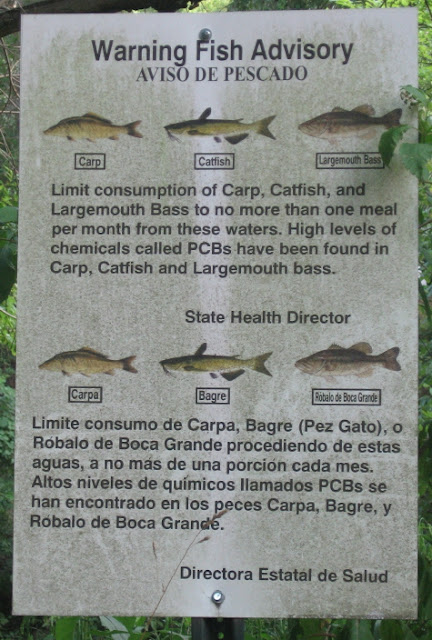 Warning Fish Advisory
AVISO DE PESCADO
Carp Catfish Largemouth Bass
Limit consumption of Carp, Catfish, and
Largemouth Bass to no more than one meal
per month from these waters. High levels of
chemicals called PCBs have been found in
Carp, Catfish and Largemouth bass.
State Health Director
Carpa Bagre Robalo de Boca Grande
Limite consumo de Carpa, Bagre (Pez Gato), o
Robalo de Boca Grande procediendo de estas
aguas, a no más de una porción cada mes.
Altos niveles de químicos llamados PCBs se
han encontrado en los peces Carpa, Bagre, y
Robalo de Boca Grande.
Directora Estatal de Salud